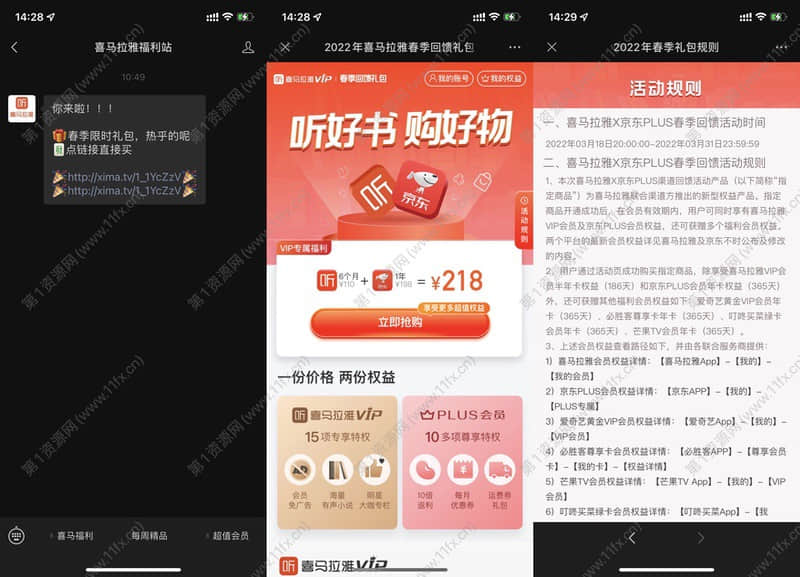 14:28
喜马拉雅福利站
10:49
听
喜马拉雅
你来啦！！！
🎁春季限时礼包，热乎的呢
点链接直接买
🎉http://xima.tv/1_1YcZzV🎉
🎉http://xima.tv/1_1YcZzV🎉
喜马福利
每周精品
超值会员
14:28
2022年喜马拉雅春季回馈礼包
听 喜马拉雅VIP | 春季回馈礼包
我的账号
我的权益
听好书 购好物
听
京东
活动规则
VIP专属福利
听 6个月 ¥110 + 1年 ¥198 = ¥218
享受更多超值权益
立即抢购
一份价格 两份权益
听 喜马拉雅VIP
15项专享特权
会员
免广告
海量
有声小说
明星
大咖专栏
PLUS会员
10多项尊享特权
10倍
返利
每月
优惠券
运费券
礼包
听 喜马拉雅VIP
14:29
2022年春季礼包规则
活动规则
一、喜马拉雅X京东PLUS春季回馈活动时间
2022年03月18日20:00:00-2022年03月31日23:59:59
二、喜马拉雅X京东PLUS春季回馈活动规则
1、本次喜马拉雅X京东PLUS渠道回馈活动产品（以下简称“指
定商品”）为喜马拉雅联合渠道方推出的新型权益产品，指定
商品开通成功后，在会员有效期内，用户可同时享有喜马拉雅
VIP会员及京东PLUS会员权益，还可获赠多个福利会员权益，
两个平台的最新会员权益详见喜马拉雅及京东不时公布及修改
的内容。
2、用户通过活动页成功购买指定商品，除享受喜马拉雅VIP会
员半年卡权益（186天）和京东PLUS会员年卡权益（365天）
外，还可获赠其他福利会员权益如下：爱奇艺黄金VIP会员年
卡（365天）、必胜客尊享卡年卡（365天）、叮咚买菜绿卡
会员年卡（365天）、芒果TV会员年卡（365天）。
3、上述会员权益查看路径如下，并由各联合服务商提供：
1）喜马拉雅会员权益详情：【喜马拉雅App】-【我的】-
【我的会员】
2）京东PLUS会员权益详情：【京东APP】-【我的】-
【PLUS专属】
3）爱奇艺黄金VIP会员权益详情：【爱奇艺App】-【我的】-
【VIP会员】
4）必胜客尊享卡会员权益详情：【必胜客APP】-【尊享会员
卡】-【我的卡】-【权益详情】
5）芒果TV会员权益详情：【芒果TV App】-【我的】-【VIP
会员】
6）叮咚买菜绿卡会员权益详情：【叮咚买菜App】-【我
第1资源网(www.11fx.cn)